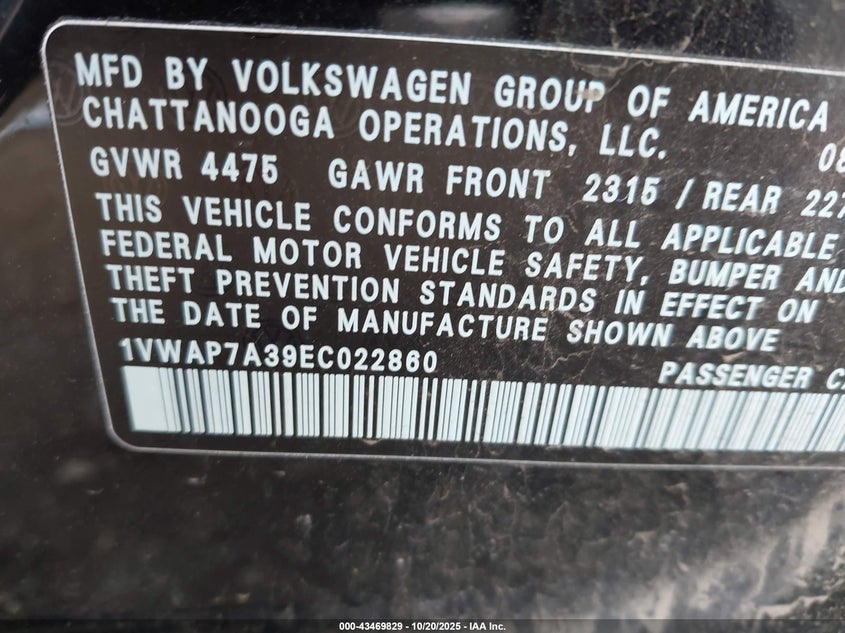 MFD BY VOLKSWAGEN GROUP OF AMERICA
CHATTANOOGA OPERATIONS, LLC.
GVWR 4475 GAWR FRONT 2315 / REAR
THIS VEHICLE CONFORMS TO ALL APPLICABLE
FEDERAL MOTOR VEHICLE SAFETY, BUMPER AND
THEFT PREVENTION STANDARDS IN EFFECT ON
THE DATE OF MANUFACTURE SHOWN ABOVE
1VWAP7A39EC022860 PASSENGER
000-43469829 - 10/20/2025 - IAA Inc.